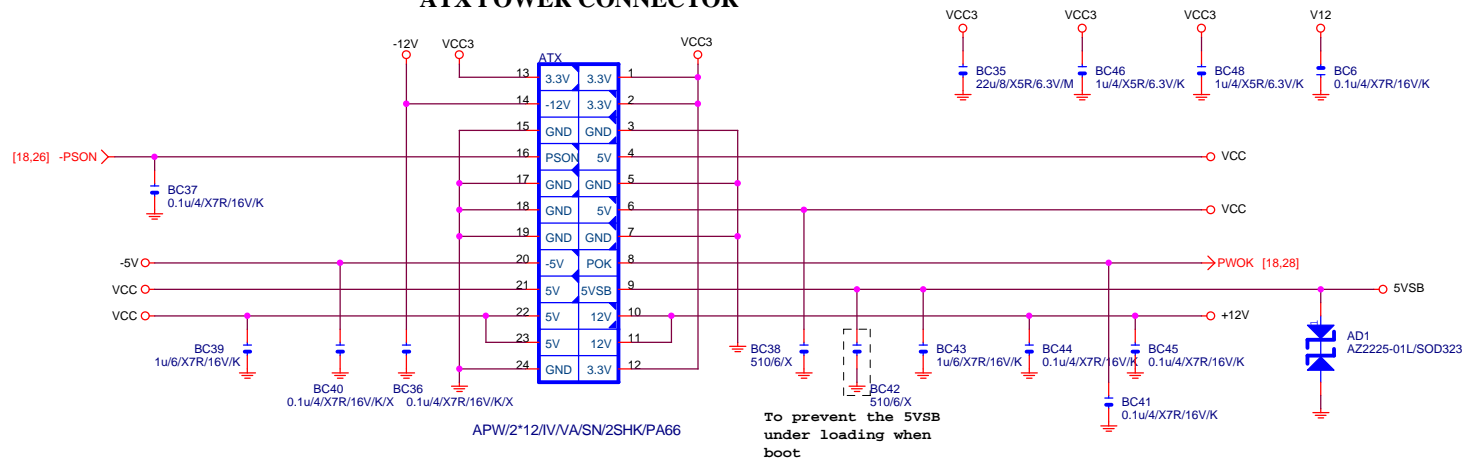 ATX POWER CONNECTOR
VCC3 VCC3 VCC3 V12
BC35
22u/8/X5R/6.3V/M
BC46
1u/4/X5R/6.3V/K
BC48
1u/4/X5R/6.3V/K
BC6
0.1u/4/X7R/16V/K
-12V VCC3 VCC3
ATX
13 3.3V 3.3V 1
14 -12V 3.3V 2
15 GND GND 3
16 PSON 5V 4
17 GND GND 5
18 GND 5V 6
19 GND GND 7
20 -5V POK 8
21 5V 5VSB 9
22 5V 12V 10
23 5V 12V 11
24 GND 3.3V 12
[18,26] -PSON
BC37
0.1u/4/X7R/16V/K
-5V
VCC
VCC
VCC
VCC
PWOK [18,28]
5VSB
+12V
BC39
1u/6/X7R/16V/K
BC40
0.1u/4/X7R/16V/K/X
BC36
0.1u/4/X7R/16V/K/X
BC38
510/6/X
BC42
510/6/X
BC43
1u/6/X7R/16V/K
BC44
0.1u/4/X7R/16V/K
BC45
0.1u/4/X7R/16V/K
1
AD1
AZ2225-01L/SOD323
BC41
0.1u/4/X7R/16V/K
APW/2*12/IV/VA/SN/2SHK/PA66
To prevent the 5VSB
under loading when
boot